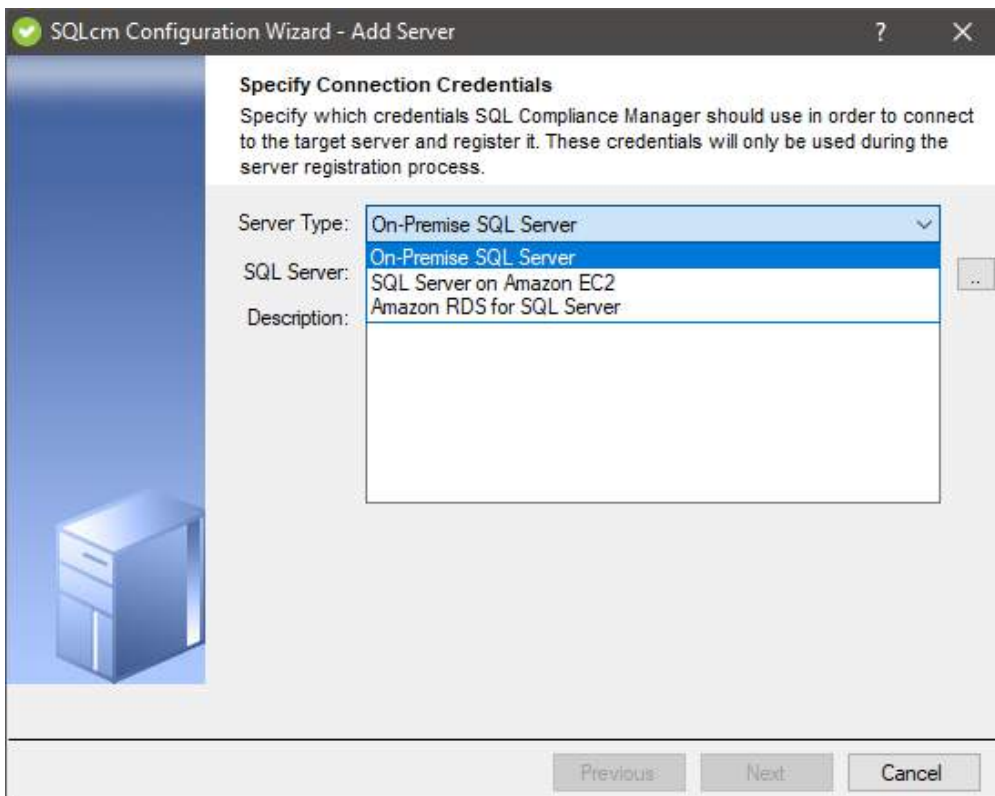 SQLcm Configuration Wizard - Add Server
?
Specify Connection Credentials
Specify which credentials SQL Compliance Manager should use in order to connect
to the target server and register it. These credentials will only be used during the
server registration process.
Server Type: On-Premise SQL Server
On-Premise SQL Server
SQL Server:
SQL Server on Amazon EC2
..
Amazon RDS for SQL Server
Description:
Previous Next Cancel